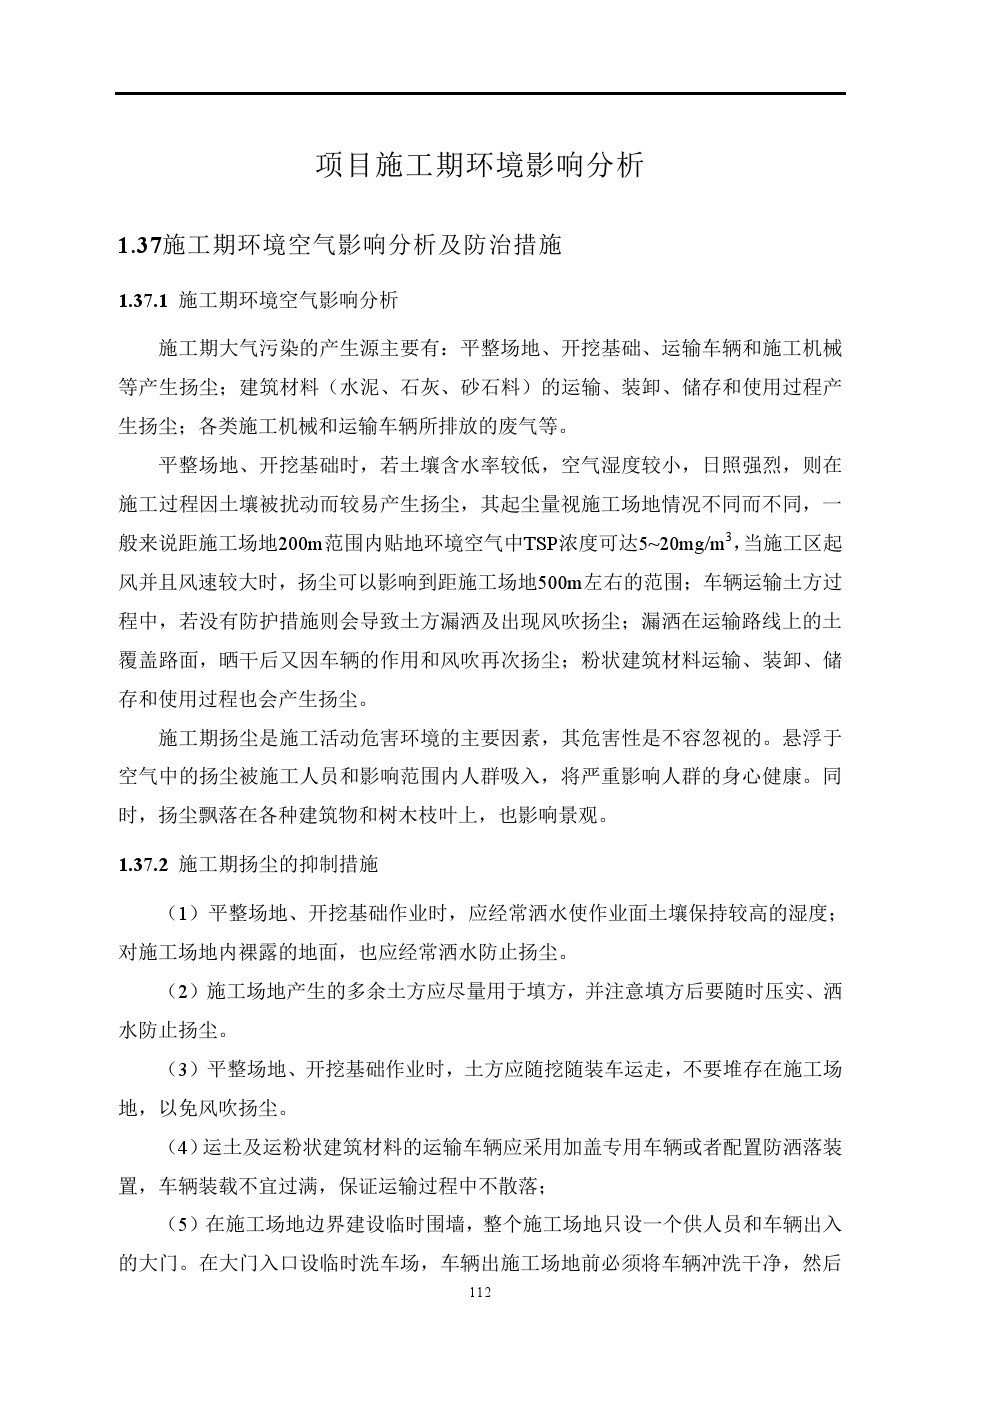 项目施工期环境影响分析
1.37施工期环境空气影响分析及防治措施
1.37.1 施工期环境空气影响分析
施工期大气污染的产生源主要有：平整场地、开挖基础、运输车辆和施工机械
等产生扬尘；建筑材料（水泥、石灰、砂石料）的运输、装卸、储存和使用过程产
生扬尘；各类施工机械和运输车辆所排放的废气等。
平整场地、开挖基础时，若土壤含水率较低，空气湿度较小，日照强烈，则在
施工过程因土壤被扰动而较易产生扬尘，其起尘量视施工场地情况不同而不同，一
般来说距施工场地200m范围内贴地环境空气中TSP浓度可达5~20mg/m³，当施工区起
风并且风速较大时，扬尘可以影响到距施工场地500m左右的范围；车辆运输土方过
程中，若没有防护措施则会导致土方漏洒及出现风吹扬尘；漏洒在运输路线上的土
覆盖路面，晒干后又因车辆的作用和风吹再次扬尘；粉状建筑材料运输、装卸、储
存和使用过程也会产生扬尘。
施工期扬尘是施工活动危害环境的主要因素，其危害性是不容忽视的。悬浮于
空气中的扬尘被施工人员和影响范围内人群吸入，将严重影响人群的身心健康。同
时，扬尘飘落在各种建筑物和树木枝叶上，也影响景观。
1.37.2 施工期扬尘的抑制措施
（1）平整场地、开挖基础作业时，应经常洒水使作业面土壤保持较高的湿度；
对施工场地内裸露的地面，也应经常洒水防止扬尘。
（2）施工场地产生的多余土方应尽量用于填方，并注意填方后要随时压实、洒
水防止扬尘。
（3）平整场地、开挖基础作业时，土方应随挖随装车运走，不要堆存在施工场
地，以免风吹扬尘。
（4）运土及运粉状建筑材料的运输车辆应采用加盖专用车辆或者配置防洒落装
置，车辆装载不宜过满，保证运输过程中不散落；
（5）在施工场地边界建设临时围墙，整个施工场地只设一个供人员和车辆出入
的大门。在大门入口设临时洗车场，车辆出施工场地前必须将车辆冲洗干净，然后
112